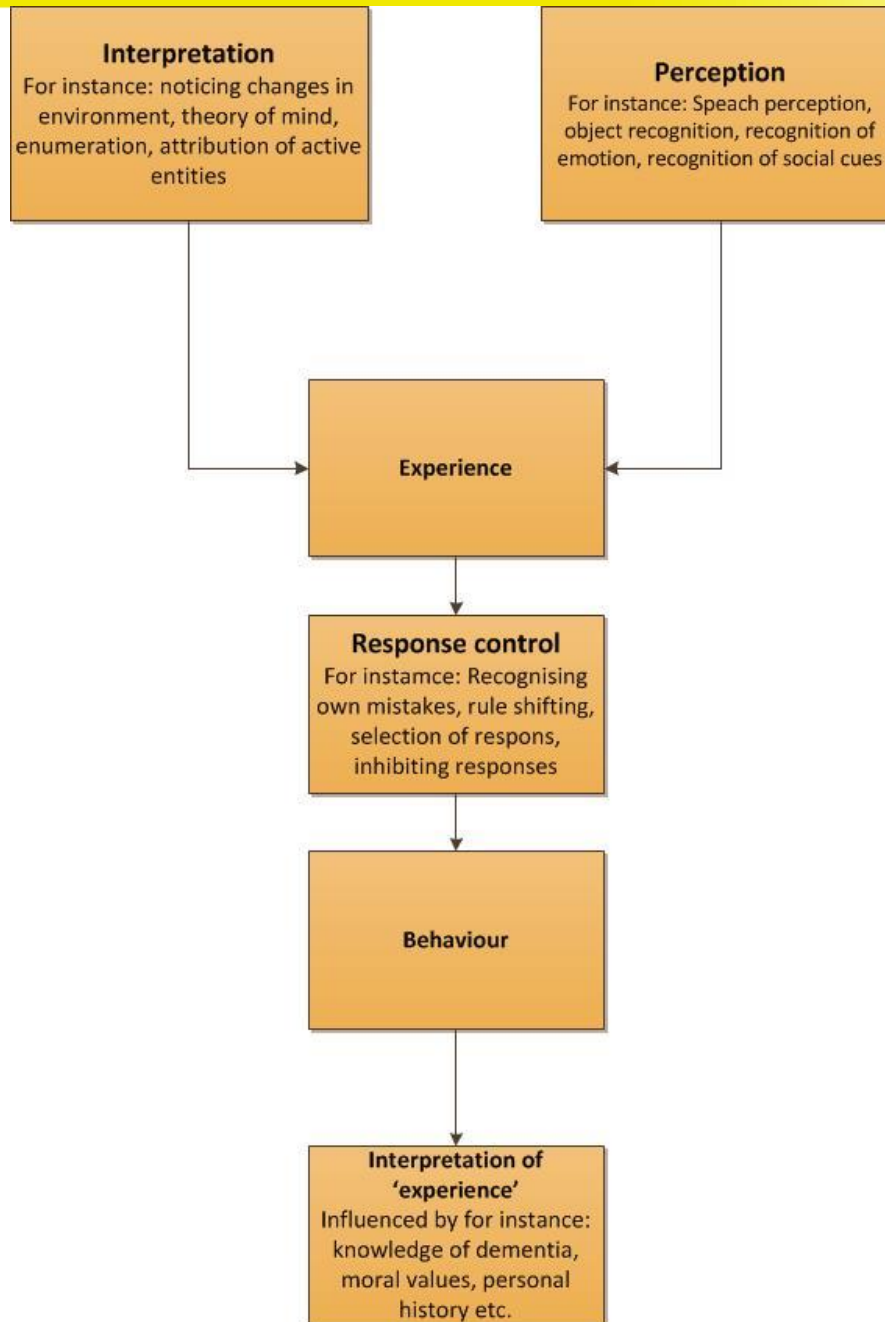 Interpretation
For instance: noticing changes in
environment, theory of mind,
enumeration, attribution of active
entities
Perception
For instance: Speach perception,
object recognition, recognition of
emotion, recognition of social cues
Experience
Response control
For instamce: Recognising
own mistakes, rule shifting,
selection of respons,
inhibiting responses
Behaviour
Interpretation of
‘experience’
Influenced by for instance:
knowledge of dementia,
moral values, personal
history etc.